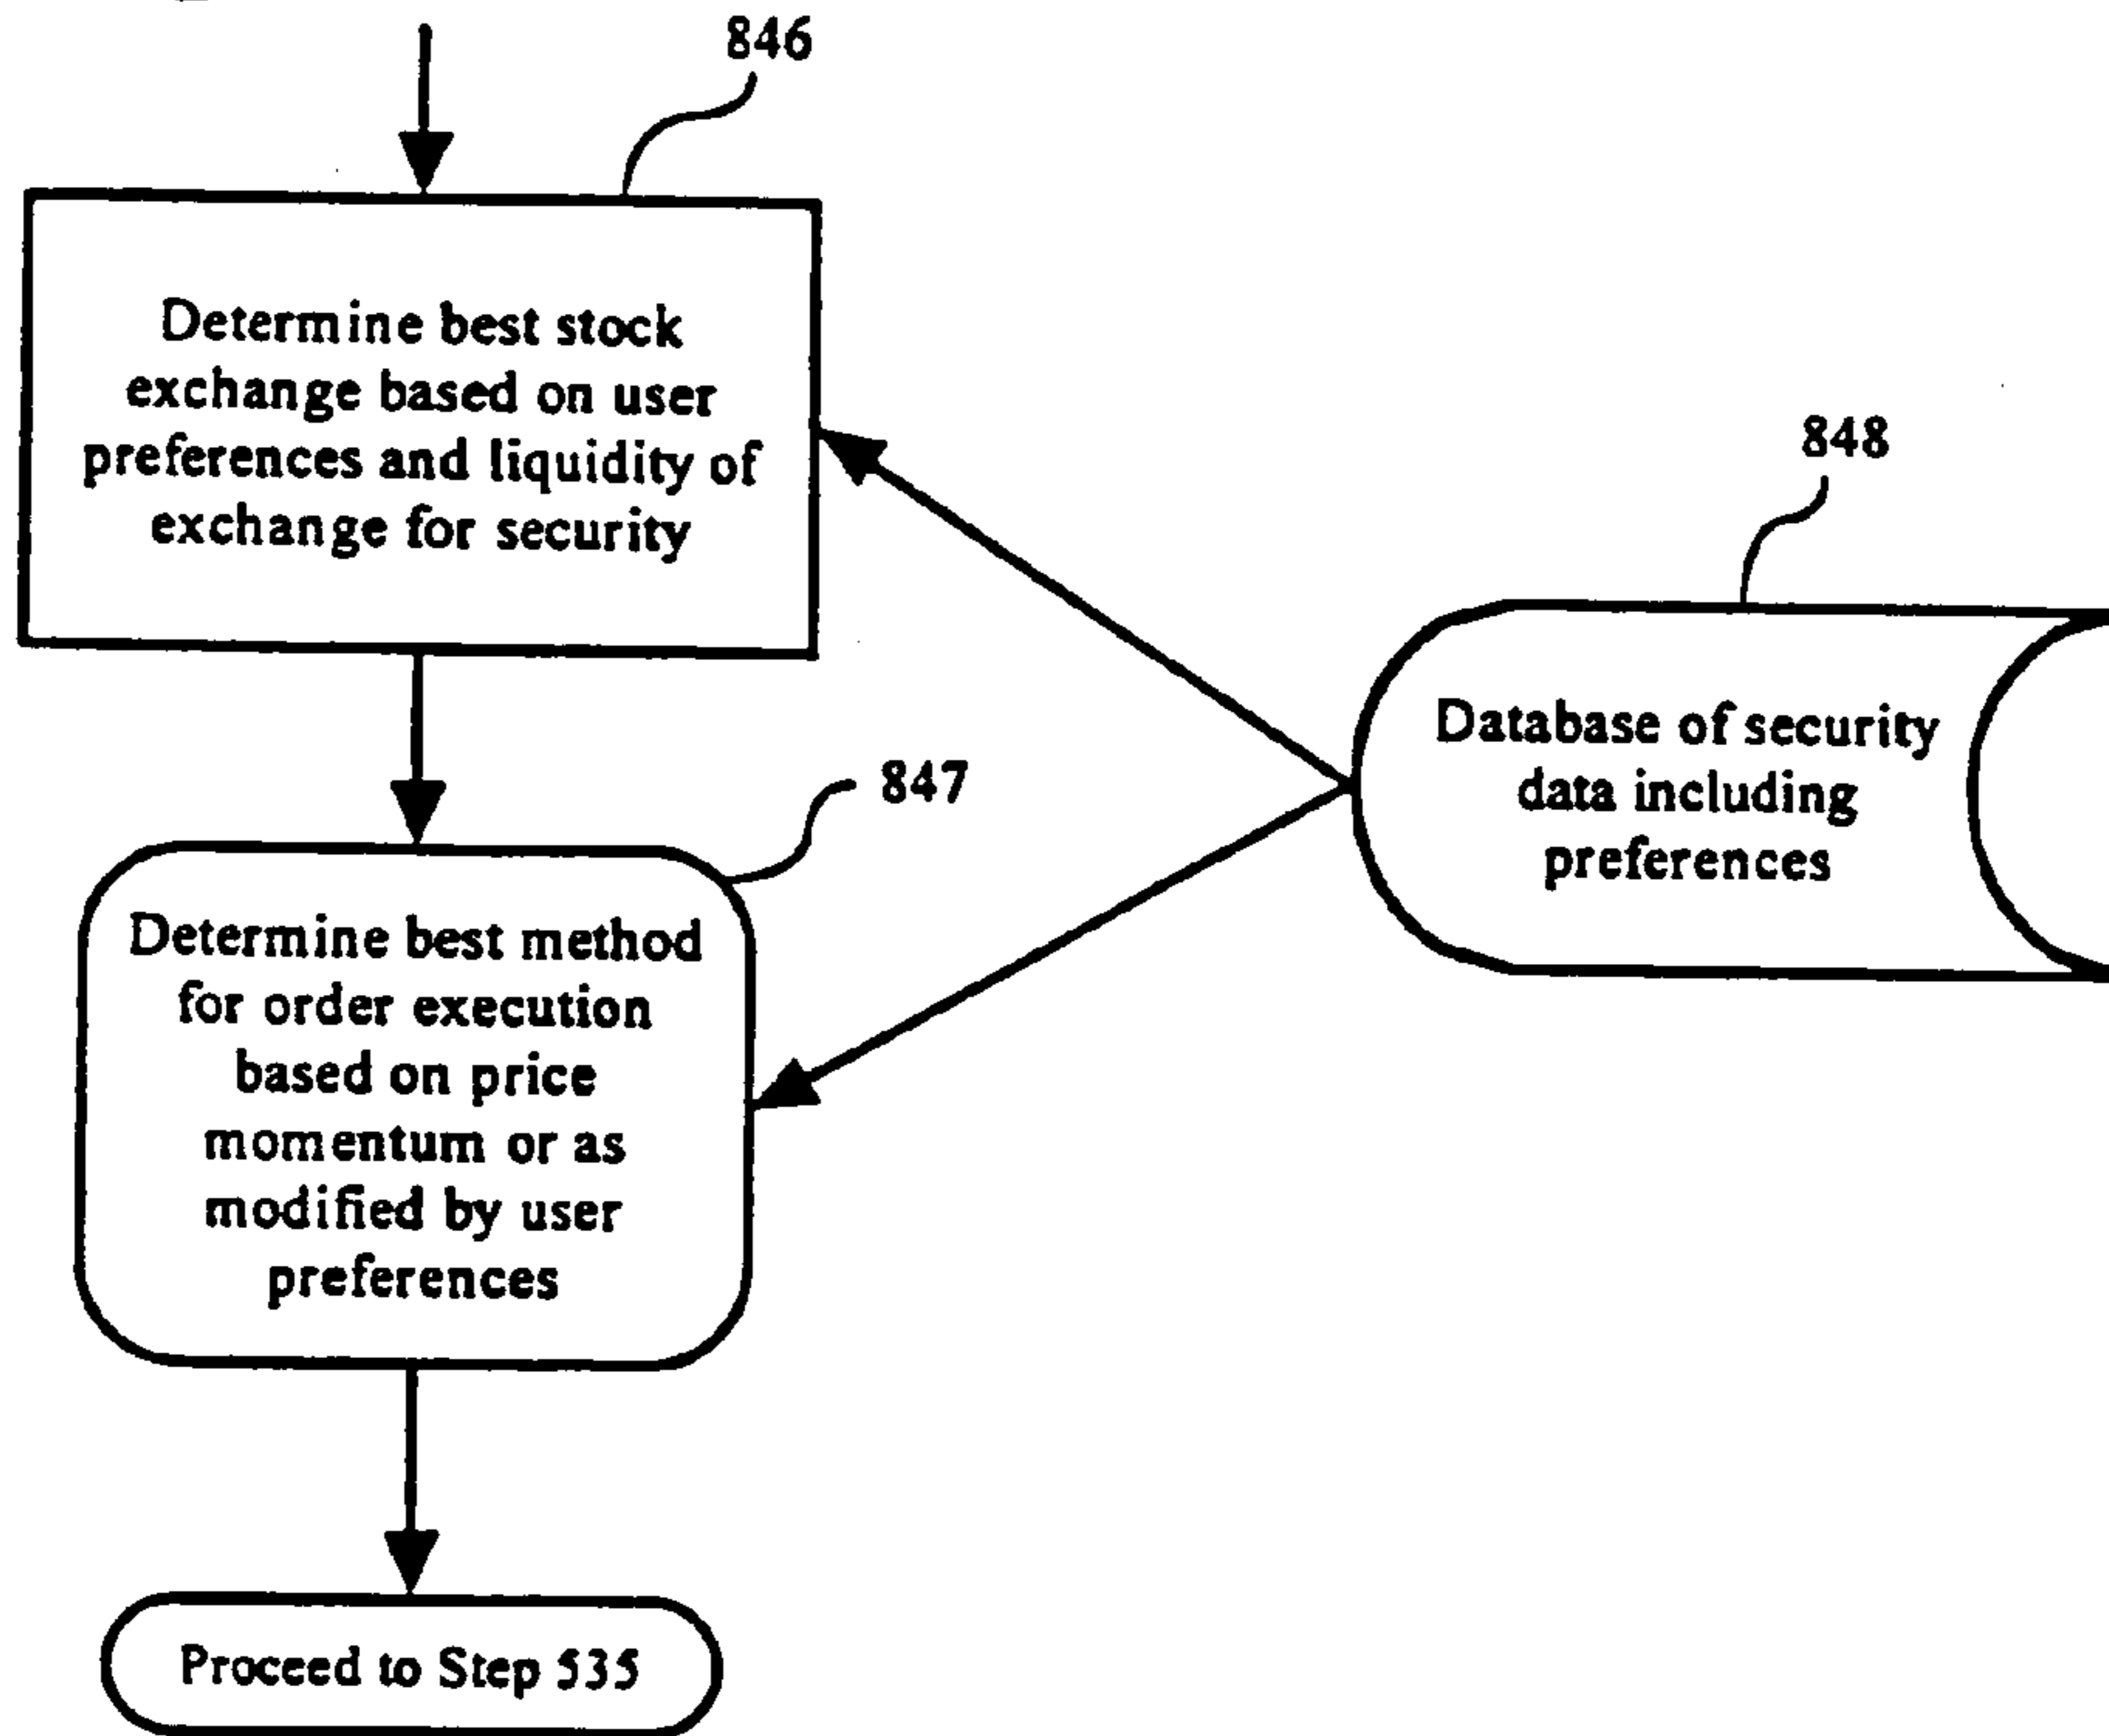 846
Determine best stock
exchange based on user
preferences and liquidity of
exchange for security
848
Database of security
data including
preferences
847
Determine best method
for order execution
based on price
momentum or as
modified by user
preferences
Proceed to Step 535